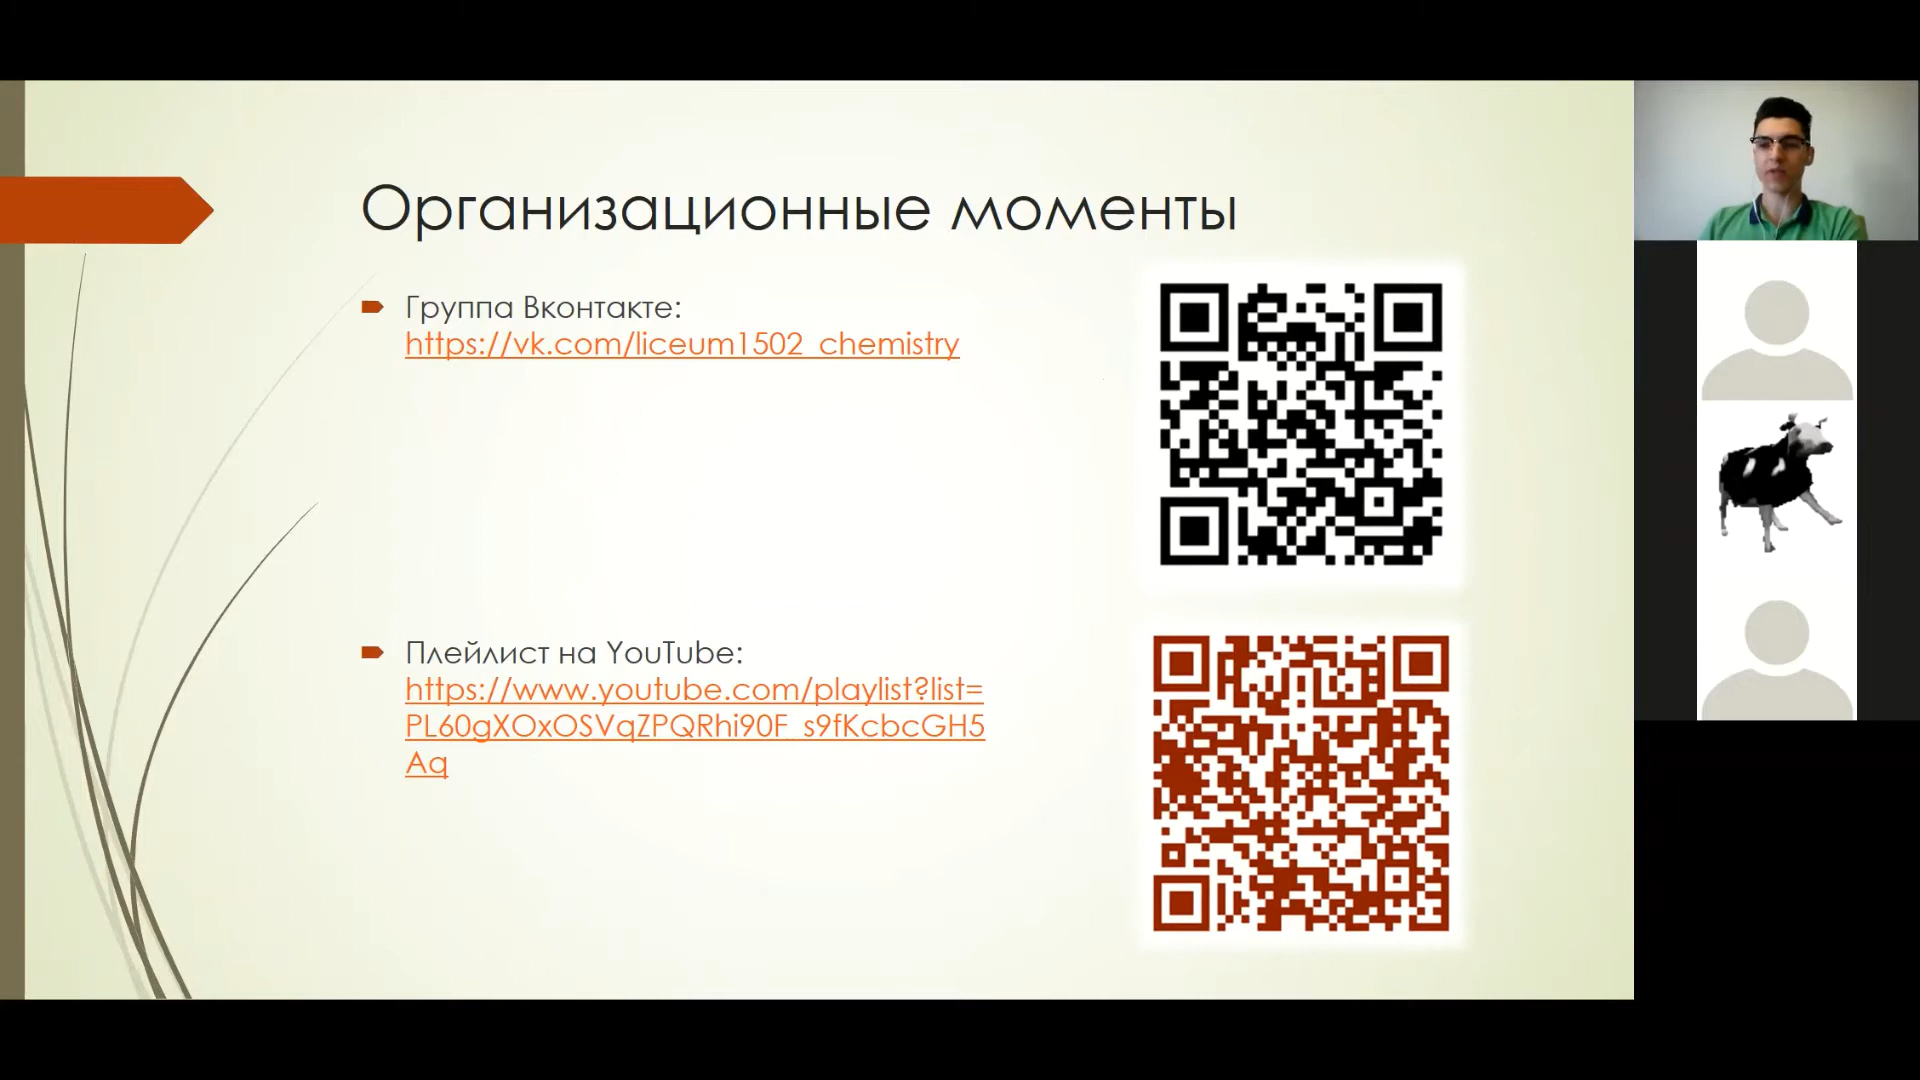 Организационные моменты
Группа Вконтакте:
https://vk.com/liceum1502_chemistry
Плейлист на YouTube:
https://www.youtube.com/playlist?list=
PL60gXOxOSVqZPQRhi90F_s9fKcbcGH5
Aq